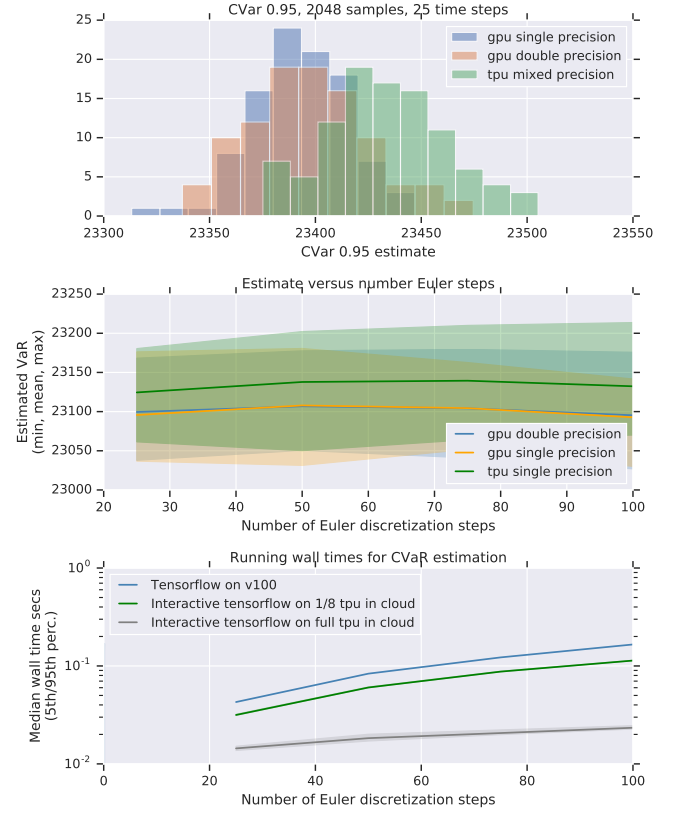 CVar 0.95, 2048 samples, 25 time steps
25
20
15
10
5
0
gpu single precision
gpu double precision
tpu mixed precision
23300 23350 23400 23450 23500 23550
CVar 0.95 estimate
Estimate versus number Euler steps
Estimated VaR
(min, mean, max)
23250
23200
23150
23100
23050
23000
gpu double precision
gpu single precision
tpu single precision
20 30 40 50 60 70 80 90 100
Number of Euler discretization steps
Running wall times for CVaR estimation
Median wall time secs
(5th/95th perc.)
10^0
10^-1
10^-2
Tensorflow on v100
Interactive tensorflow on 1/8 tpu in cloud
Interactive tensorflow on full tpu in cloud
0 20 40 60 80 100
Number of Euler discretization steps